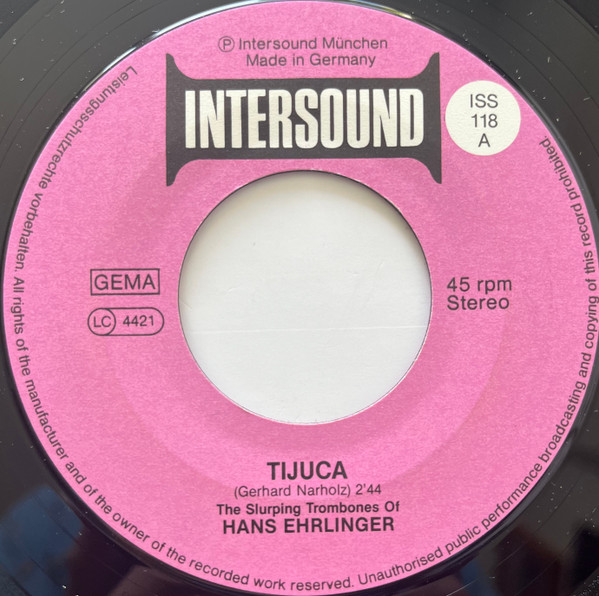 ℗ Intersound München
Made in Germany
INTERSOUND
ISS
118
A
GEMA
LC 4421
45 rpm
Stereo
TIJUCA
(Gerhard Narholz) 2'44
The Slurping Trombones Of
HANS EHRLINGER
Leistungsschutzrechte vorbehalten. All rights of the manufacturer and of the owner of the recorded work reserved. Unauthorised public performance broadcasting and copying of this record prohibited.